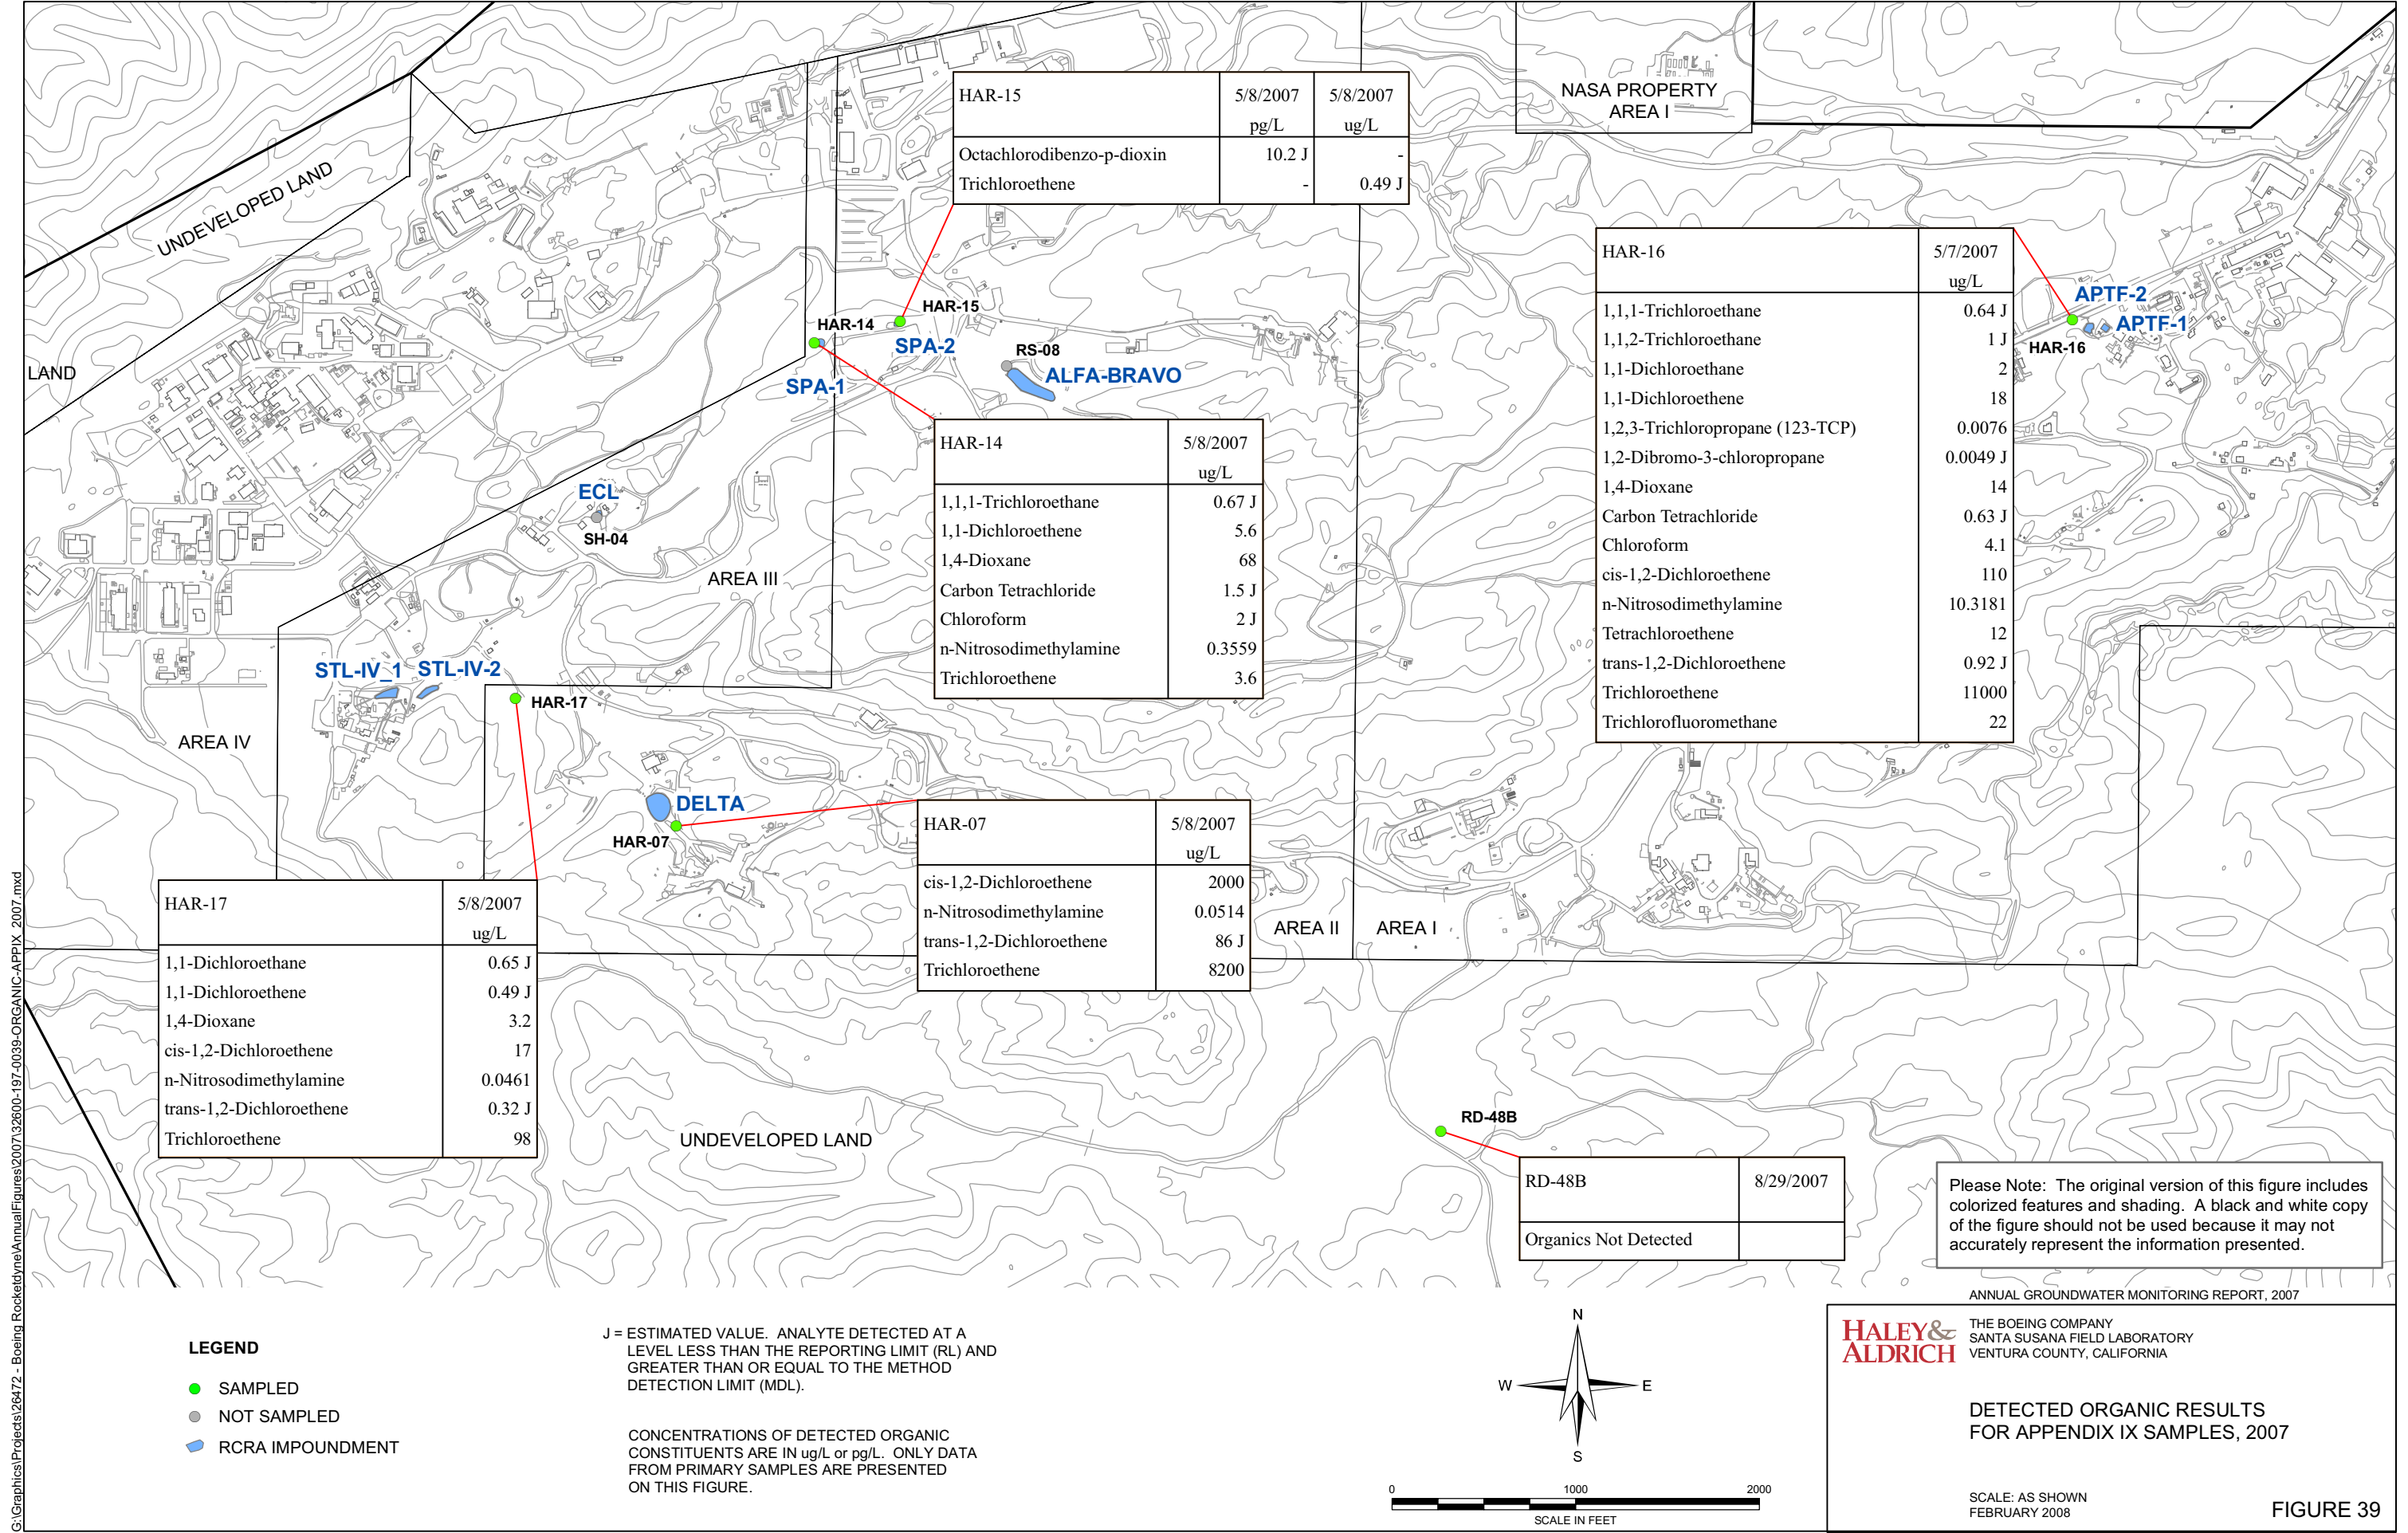 NASA PROPERTY
AREA I
UNDEVELOPED LAND
LAND
HAR-15 5/8/2007 5/8/2007
pg/L ug/L
Octachlorodibenzo-p-dioxin 10.2 J -
Trichloroethene - 0.49 J
HAR-16 5/7/2007
ug/L
1,1,1-Trichloroethane 0.64 J
1,1,2-Trichloroethane 1 J
1,1-Dichloroethane 2
1,1-Dichloroethene 18
1,2,3-Trichloropropane (123-TCP) 0.0076
1,2-Dibromo-3-chloropropane 0.0049 J
1,4-Dioxane 14
Carbon Tetrachloride 0.63 J
Chloroform 4.1
cis-1,2-Dichloroethene 110
n-Nitrosodimethylamine 10.3181
Tetrachloroethene 12
trans-1,2-Dichloroethene 0.92 J
Trichloroethene 11000
Trichlorofluoromethane 22
APTF-2
APTF-1
HAR-16
HAR-15
HAR-14
SPA-2
SPA-1
RS-08
ALFA-BRAVO
HAR-14 5/8/2007
ug/L
1,1,1-Trichloroethane 0.67 J
1,1-Dichloroethene 5.6
1,4-Dioxane 68
Carbon Tetrachloride 1.5 J
Chloroform 2 J
n-Nitrosodimethylamine 0.3559
Trichloroethene 3.6
ECL
SH-04
AREA III
STL-IV_1 STL-IV-2
HAR-17
AREA IV
DELTA
HAR-07
HAR-07 5/8/2007
ug/L
cis-1,2-Dichloroethene 2000
n-Nitrosodimethylamine 0.0514
trans-1,2-Dichloroethene 86 J
Trichloroethene 8200
AREA II AREA I
HAR-17 5/8/2007
ug/L
1,1-Dichloroethane 0.65 J
1,1-Dichloroethene 0.49 J
1,4-Dioxane 3.2
cis-1,2-Dichloroethene 17
n-Nitrosodimethylamine 0.0461
trans-1,2-Dichloroethene 0.32 J
Trichloroethene 98
UNDEVELOPED LAND
RD-48B
RD-48B 8/29/2007
Organics Not Detected
Please Note: The original version of this figure includes
colorized features and shading. A black and white copy
of the figure should not be used because it may not
accurately represent the information presented.
G:\Graphics\Projects\26472 - Boeing Rocketdyne\AnnualFigures\2007\32600-197-0039-ORGANIC-APPIX_2007.mxd
LEGEND
SAMPLED
NOT SAMPLED
RCRA IMPOUNDMENT
J = ESTIMATED VALUE. ANALYTE DETECTED AT A
LEVEL LESS THAN THE REPORTING LIMIT (RL) AND
GREATER THAN OR EQUAL TO THE METHOD
DETECTION LIMIT (MDL).
CONCENTRATIONS OF DETECTED ORGANIC
CONSTITUENTS ARE IN ug/L or pg/L. ONLY DATA
FROM PRIMARY SAMPLES ARE PRESENTED
ON THIS FIGURE.
N
W E
S
0 1000 2000
SCALE IN FEET
ANNUAL GROUNDWATER MONITORING REPORT, 2007
HALEY&
ALDRICH
THE BOEING COMPANY
SANTA SUSANA FIELD LABORATORY
VENTURA COUNTY, CALIFORNIA
DETECTED ORGANIC RESULTS
FOR APPENDIX IX SAMPLES, 2007
SCALE: AS SHOWN
FEBRUARY 2008
FIGURE 39